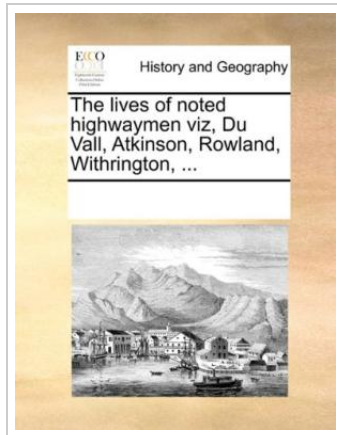 ECCO
History and Geography
The lives of noted
highwaymen viz, Du
Vall, Atkinson, Rowland,
Withrington, ...